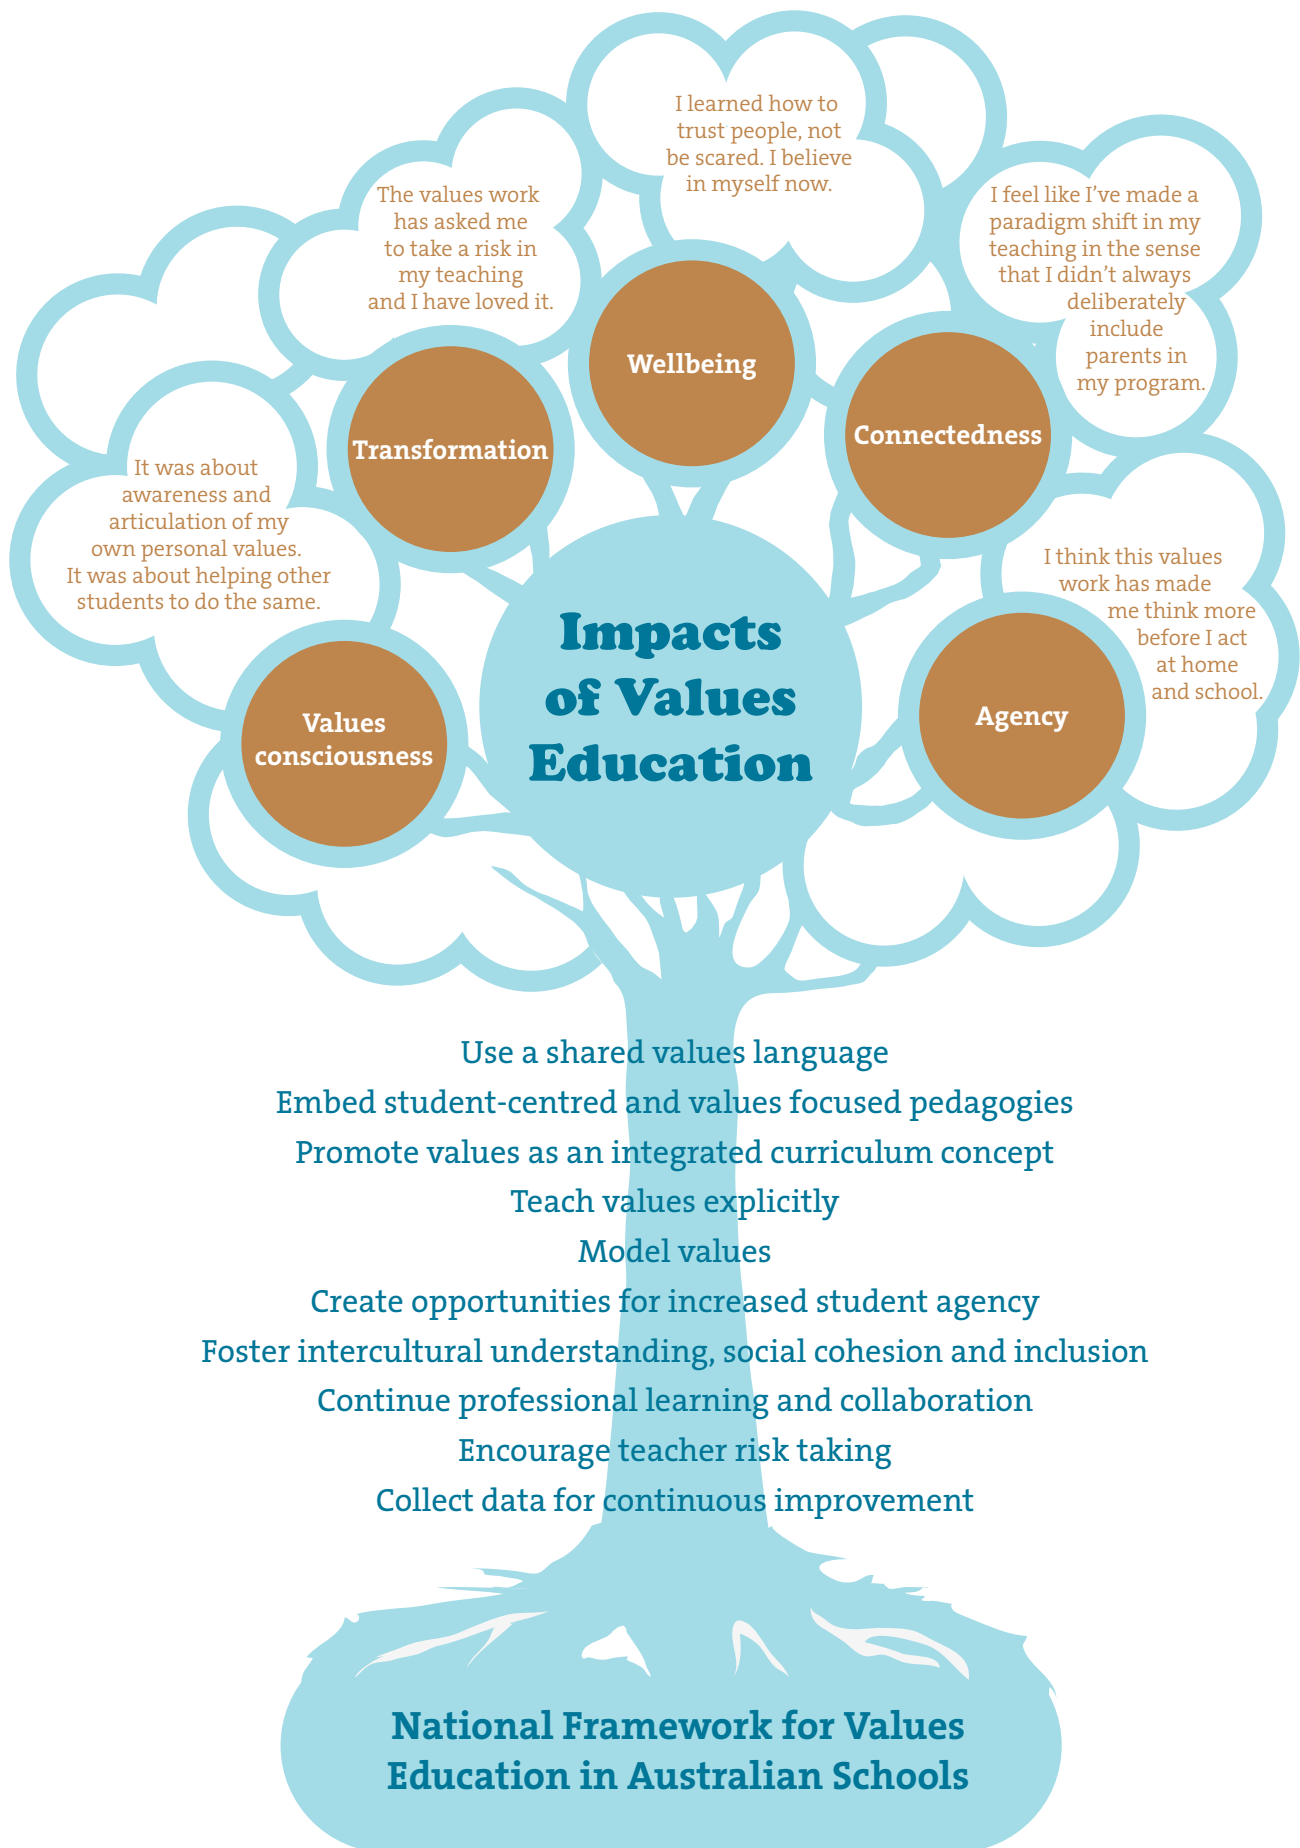 I learned how to
trust people, not
be scared. I believe
in myself now.
The values work
has asked me
to take a risk in
my teaching
and I have loved it.
I feel like I've made a
paradigm shift in my
teaching in the sense
that I didn't always
deliberately
include
parents in
my program.
Wellbeing
Transformation
Connectedness
It was about
awareness and
articulation of my
own personal values.
It was about helping other
students to do the same.
I think this values
work has made
me think more
before I act
at home
and school.
Values
consciousness
Agency
Impacts
of Values
Education
Use a shared values language
Embed student-centred and values focused pedagogies
Promote values as an integrated curriculum concept
Teach values explicitly
Model values
Create opportunities for increased student agency
Foster intercultural understanding, social cohesion and inclusion
Continue professional learning and collaboration
Encourage teacher risk taking
Collect data for continuous improvement
National Framework for Values
Education in Australian Schools